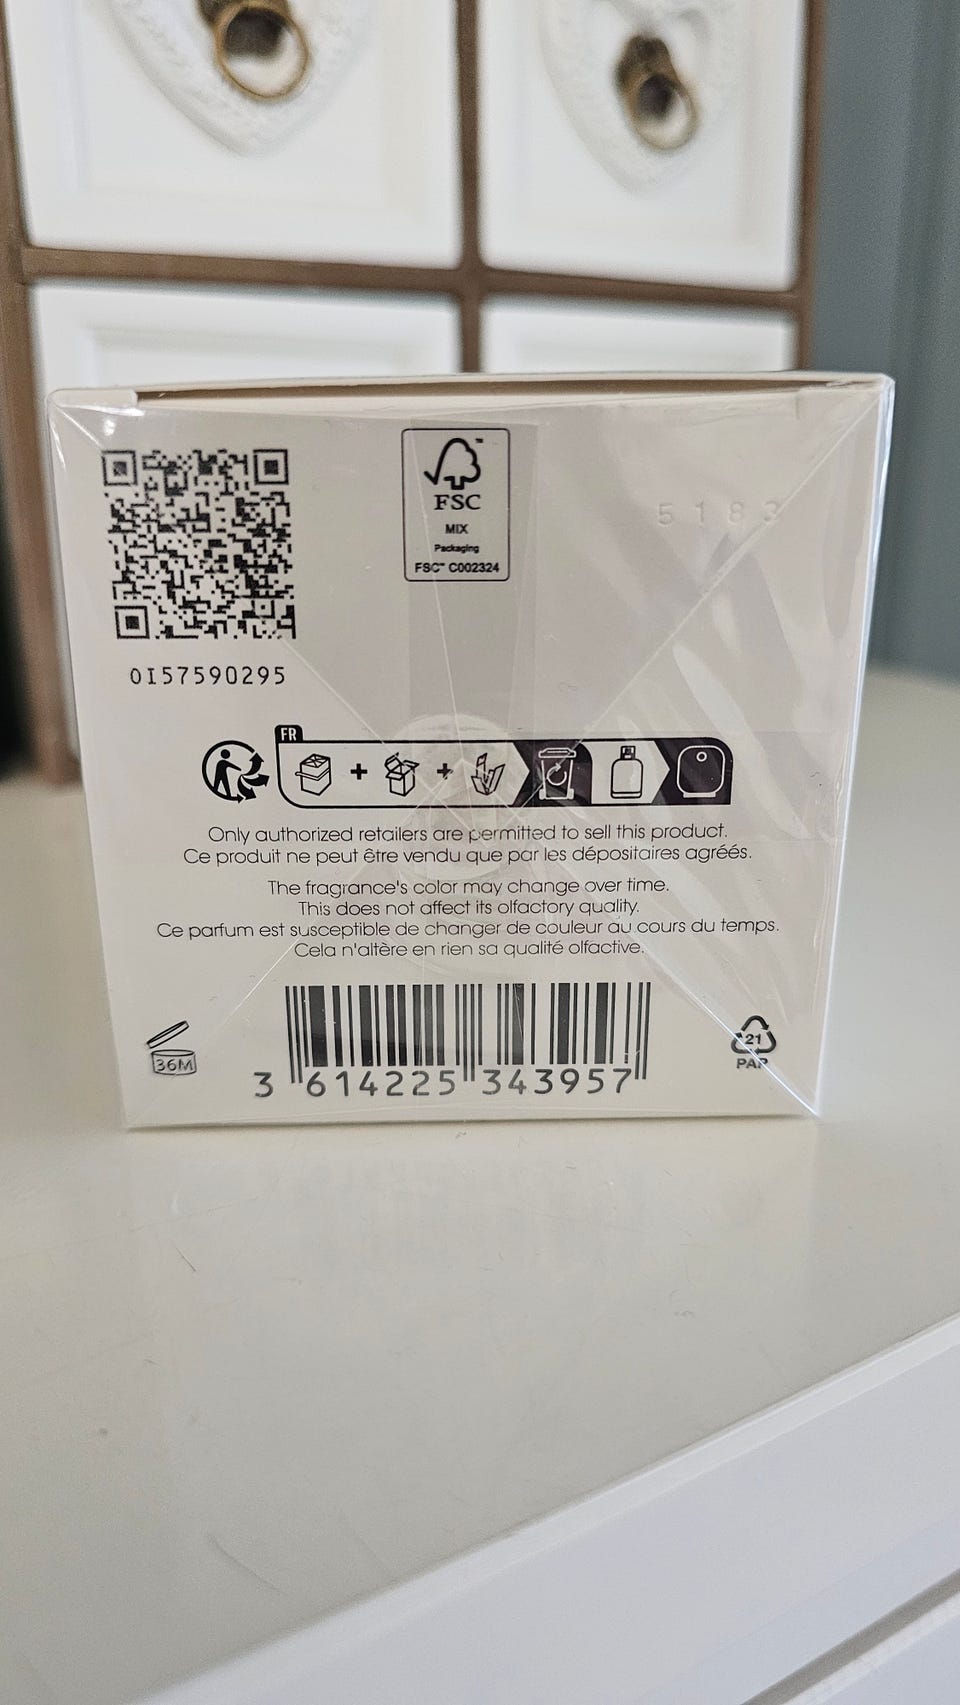 FSC™
MIX
Packaging
FSC™ C002324
5183
0I57590295
FR
Only authorized retailers are permitted to sell this product.
Ce produit ne peut être vendu que par les dépositaires agréés.
The fragrance's color may change over time.
This does not affect its olfactory quality.
Ce parfum est susceptible de changer de couleur au cours du temps.
Cela n'altère en rien sa qualité olfactive.
36M
3 614225 343957
21
PAP